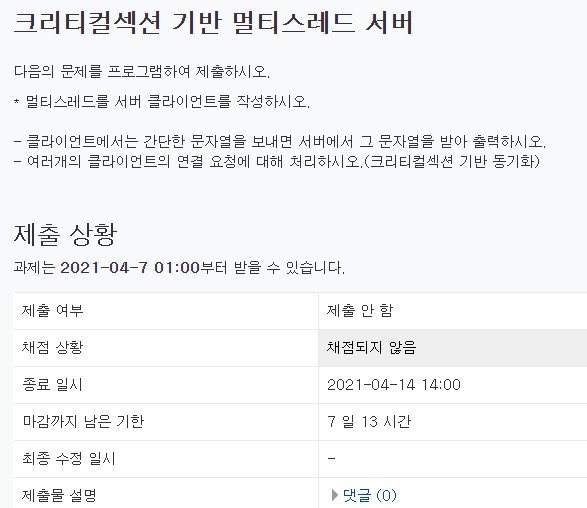 크리티컬섹션 기반 멀티스레드 서버
다음의 문제를 프로그램하여 제출하시오.
* 멀티스레드를 서버 클라이언트를 작성하시오.
- 클라이언트에서는 간단한 문자열을 보내면 서버에서 그 문자열을 받아 출력하시오.
- 여러개의 클라이언트의 연결 요청에 대해 처리하시오.(크리티컬섹션 기반 동기화)
제출 상황
과제는 2021-04-7 01:00부터 받을 수 있습니다.
제출 여부 제출 안 함
채점 상황 채점되지 않음
종료 일시 2021-04-14 14:00
마감까지 남은 기한 7 일 13 시간
최종 수정 일시 -
제출물 설명 ▶ 댓글 (0)